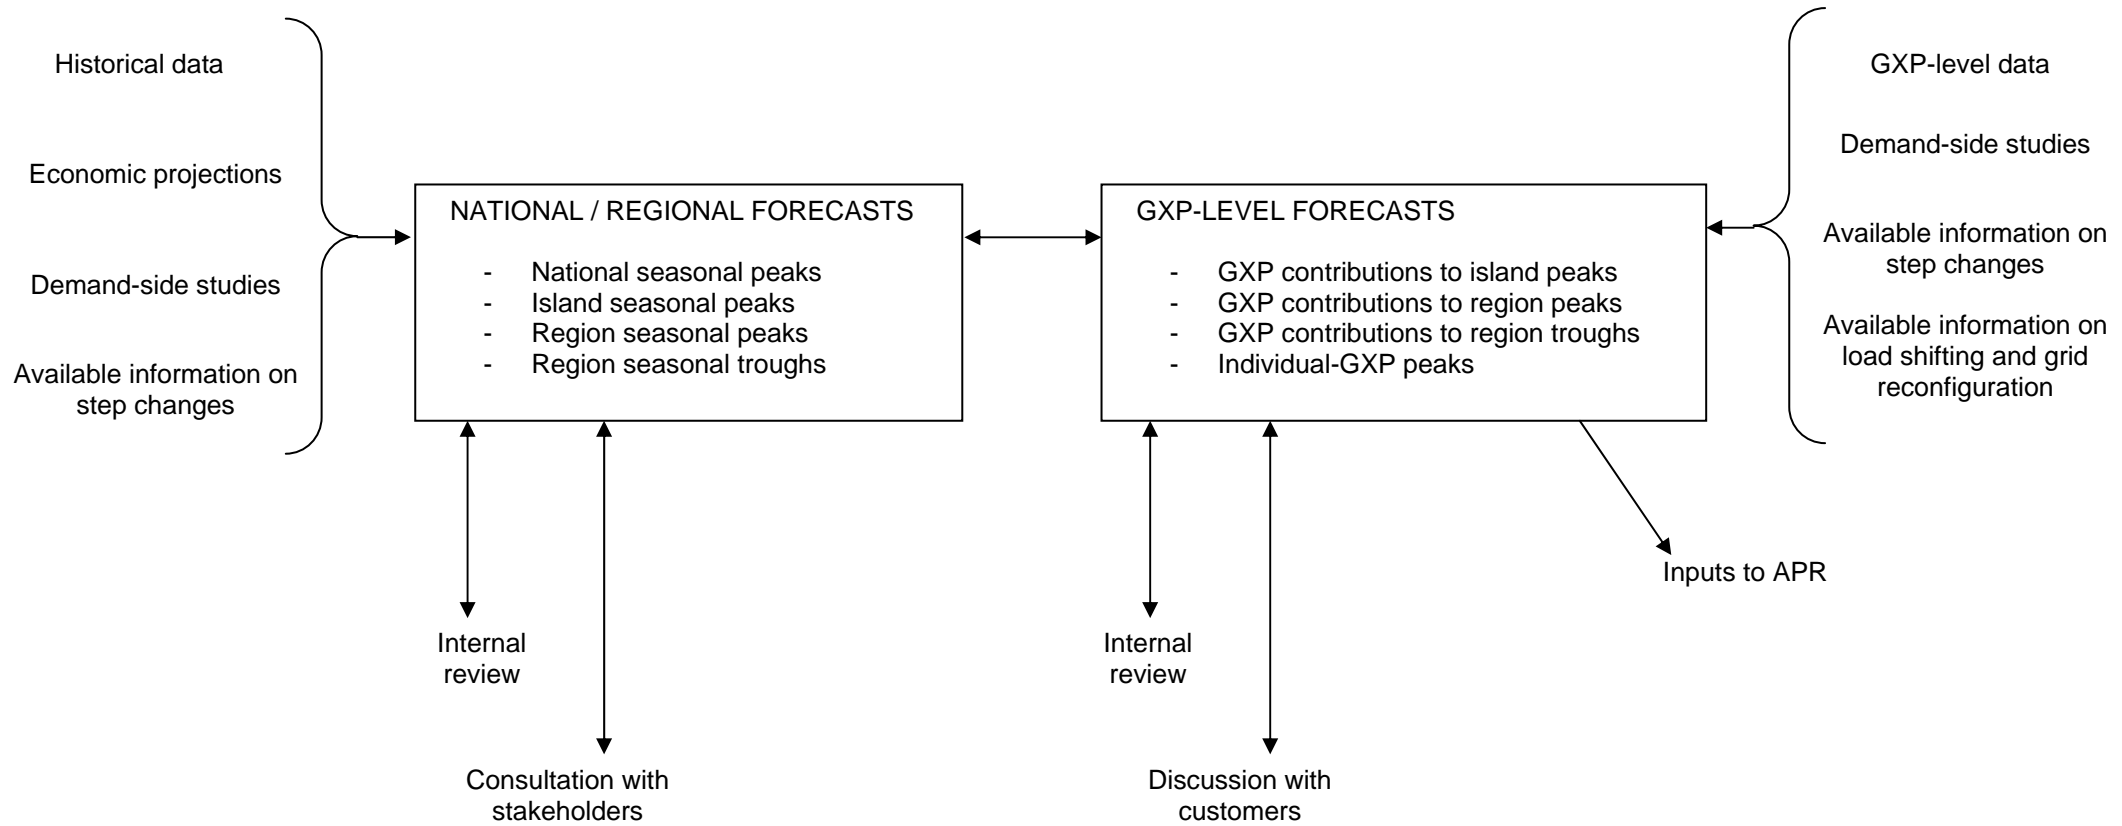 Historical data
Economic projections
Demand-side studies
Available information on
step changes
NATIONAL / REGIONAL FORECASTS
- National seasonal peaks
- Island seasonal peaks
- Region seasonal peaks
- Region seasonal troughs
GXP-LEVEL FORECASTS
- GXP contributions to island peaks
- GXP contributions to region peaks
- GXP contributions to region troughs
- Individual-GXP peaks
GXP-level data
Demand-side studies
Available information on
step changes
Available information on
load shifting and grid
reconfiguration
Internal
review
Consultation with
stakeholders
Internal
review
Discussion with
customers
Inputs to APR